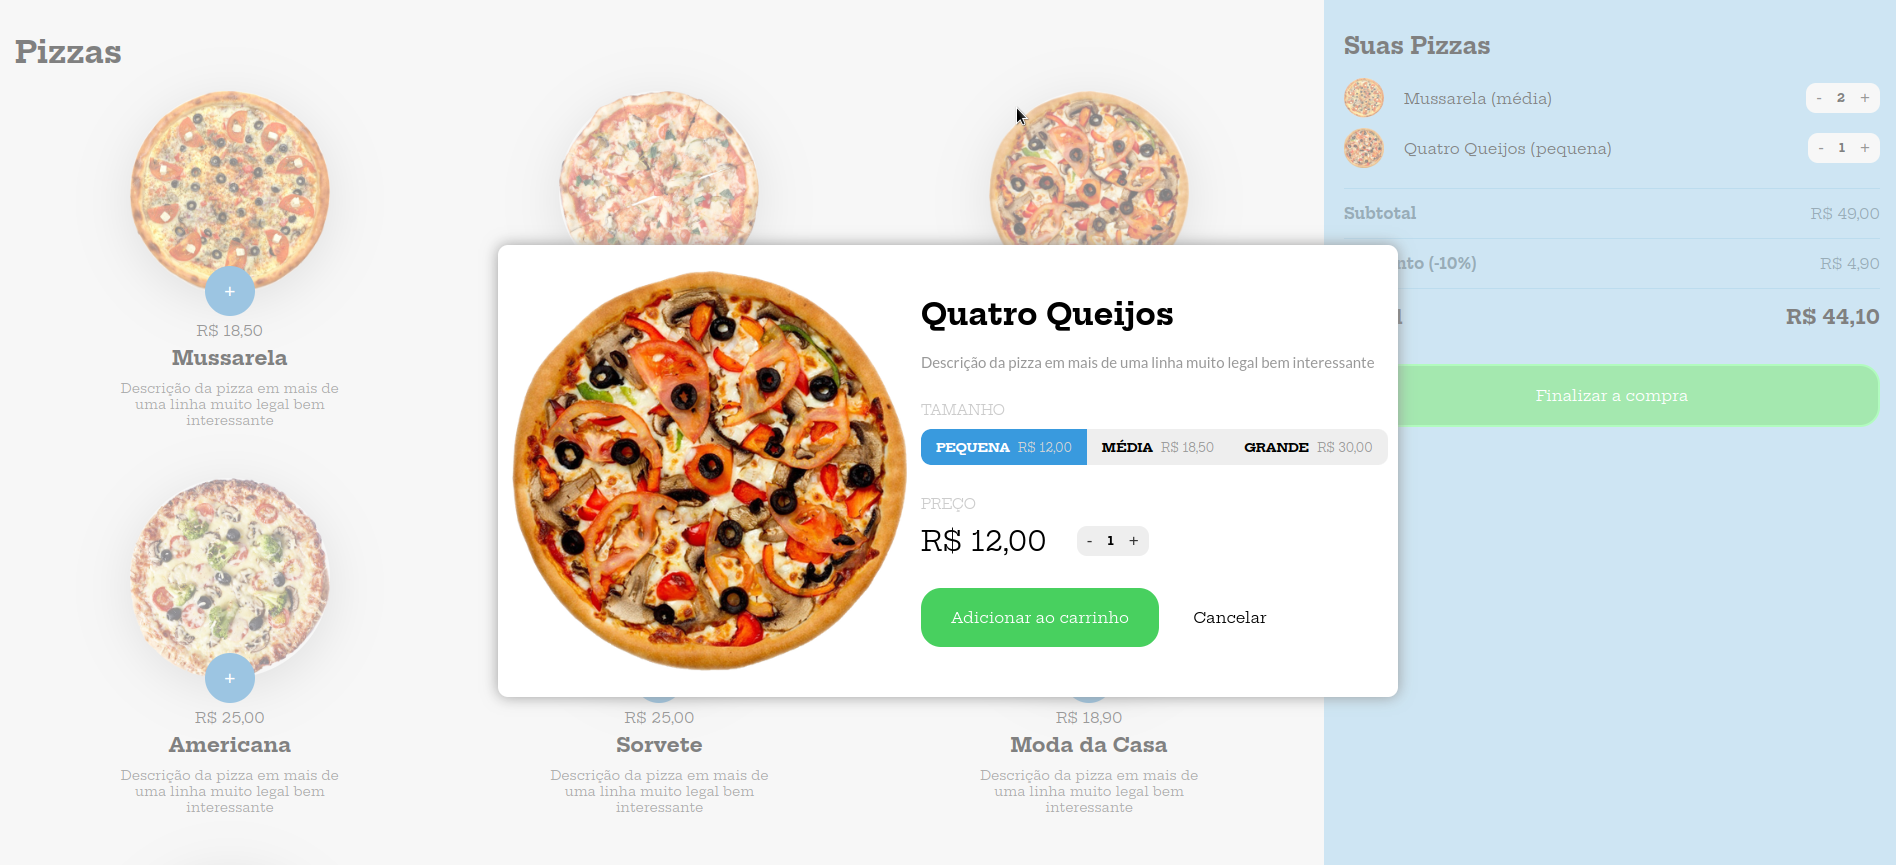 Pizzas
+
R$ 18,50
Mussarela
Descrição da pizza em mais de
uma linha muito legal bem
interessante
+
R$ 25,00
Americana
Descrição da pizza em mais de
uma linha muito legal bem
interessante
R$ 25,00
Sorvete
Descrição da pizza em mais de
uma linha muito legal bem
interessante
R$ 18,90
Moda da Casa
Descrição da pizza em mais de
uma linha muito legal bem
interessante
Quatro Queijos
Descrição da pizza em mais de uma linha muito legal bem interessante
TAMANHO
PEQUENA R$ 12,00 MÉDIA R$ 18,50 GRANDE R$ 30,00
PREÇO
R$ 12,00 - 1 +
Adicionar ao carrinho Cancelar
Suas Pizzas
Mussarela (média) - 2 +
Quatro Queijos (pequena) - 1 +
Subtotal R$ 49,00
nto (-10%) R$ 4,90
R$ 44,10
Finalizar a compra